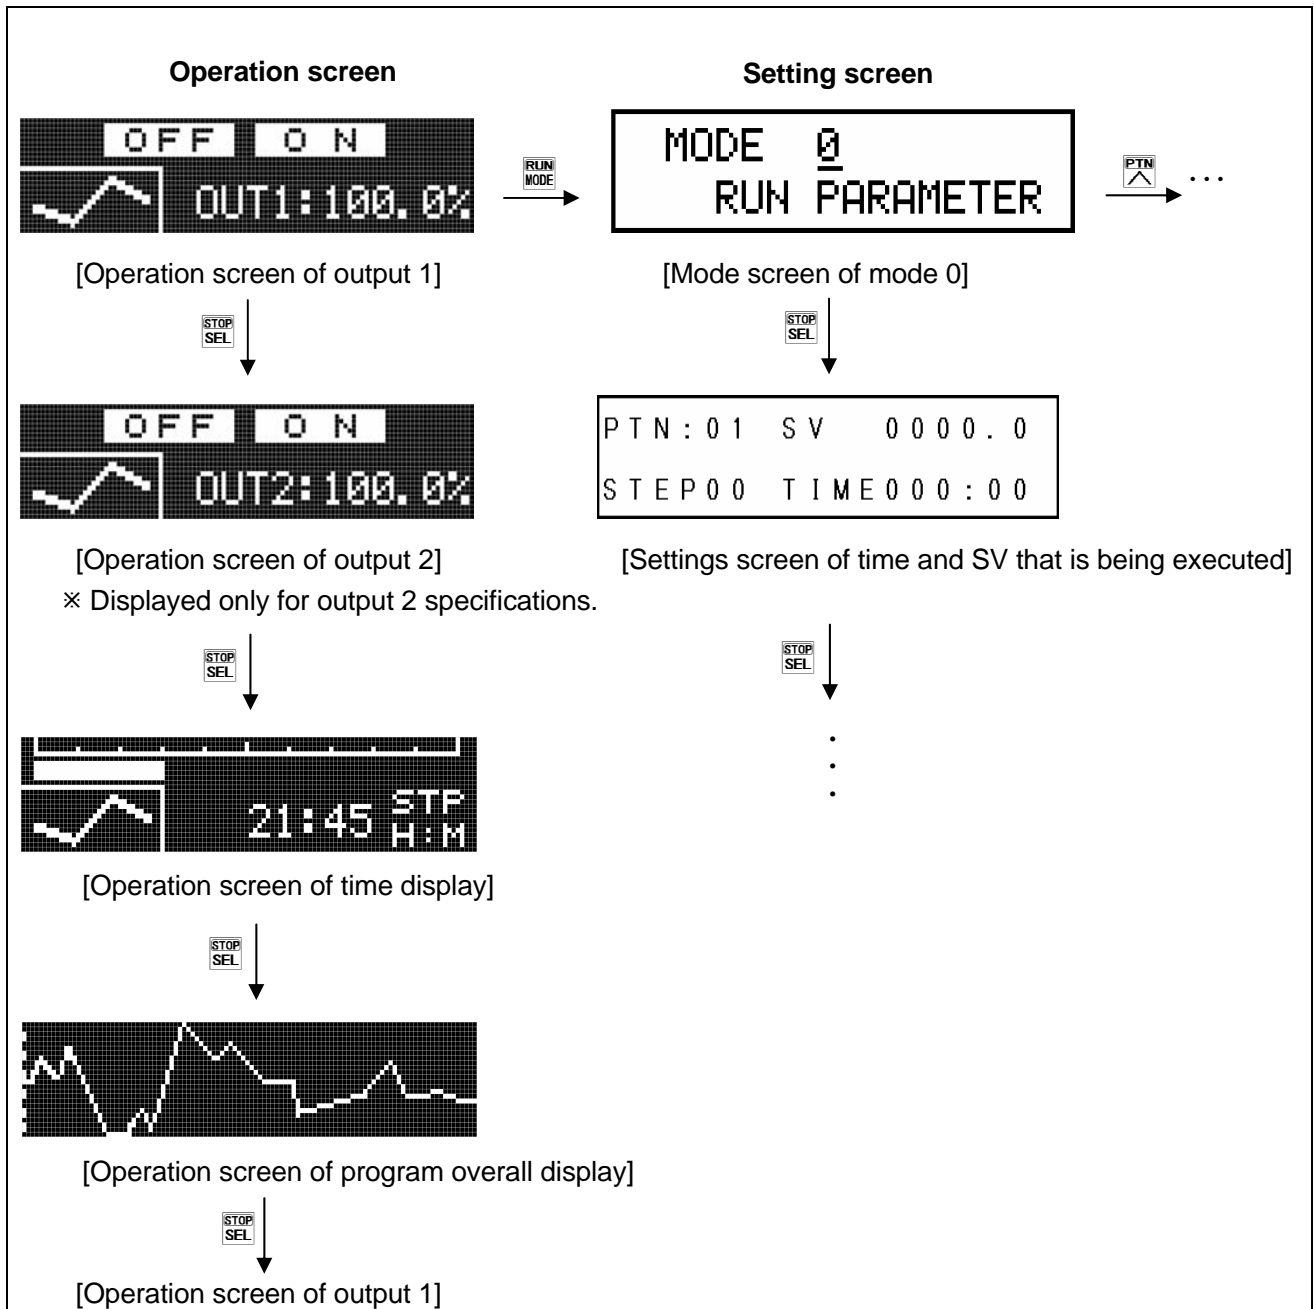 Operation screen
Setting screen
OFF ON
OUT1:100.0%
RUN
MODE
MODE 0
RUN PARAMETER
PTN
...
[Operation screen of output 1]
[Mode screen of mode 0]
STOP
SEL
STOP
SEL
OFF ON
OUT2:100.0%
PTN:01 SV 0000.0
STEP00 TIME000:00
[Operation screen of output 2]
[Settings screen of time and SV that is being executed]
※ Displayed only for output 2 specifications.
STOP
SEL
STOP
SEL
21:45 STP
H:M
[Operation screen of time display]
STOP
SEL
[Operation screen of program overall display]
STOP
SEL
[Operation screen of output 1]